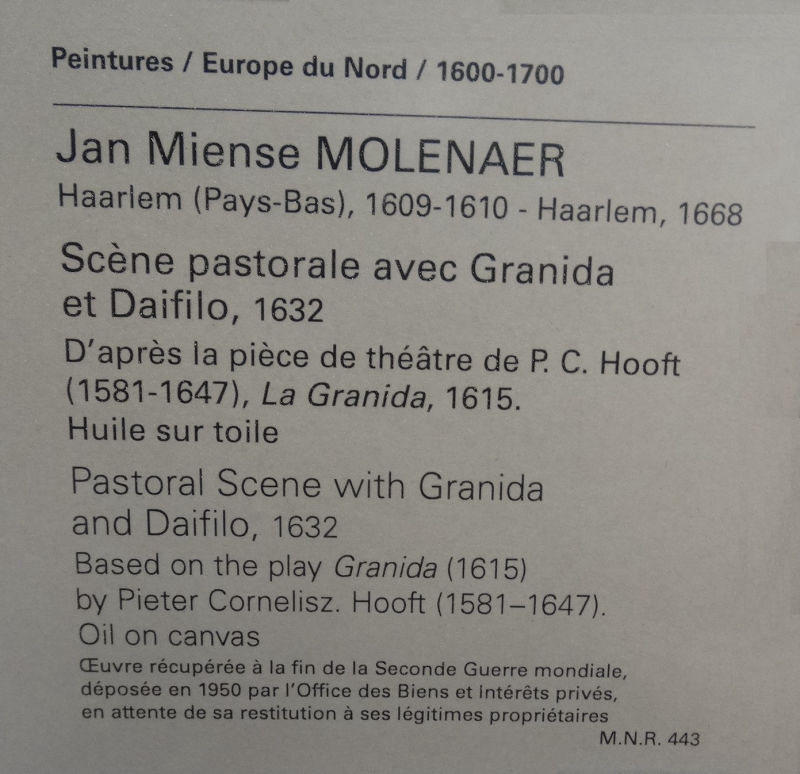 Peintures / Europe du Nord / 1600-1700
Jan Miense MOLENAER
Haarlem (Pays-Bas), 1609-1610 - Haarlem, 1668
Scène pastorale avec Granida
et Daifilo, 1632
D'après la pièce de théâtre de P. C. Hooft
(1581-1647), La Granida, 1615.
Huile sur toile
Pastoral Scene with Granida
and Daifilo, 1632
Based on the play Granida (1615)
by Pieter Cornelisz. Hooft (1581–1647).
Oil on canvas
Œuvre récupérée à la fin de la Seconde Guerre mondiale,
déposée en 1950 par l'Office des Biens et Intérêts privés,
en attente de sa restitution à ses légitimes propriétaires
M.N.R. 443